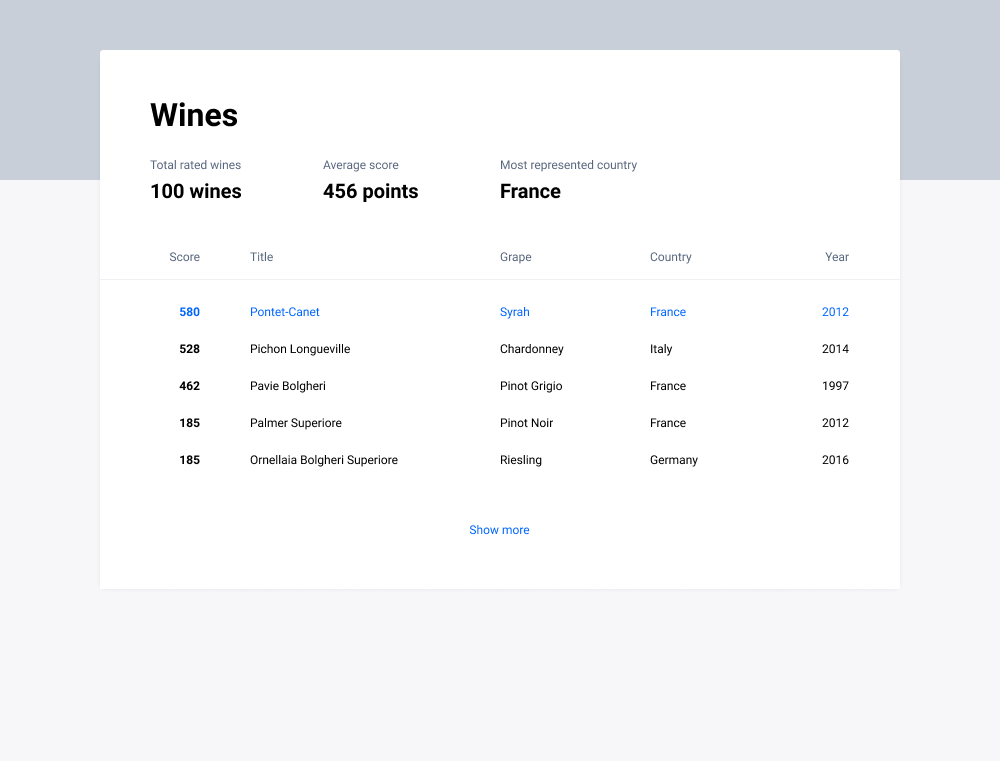 Wines
Total rated wines Average score Most represented country
100 wines 456 points France
Score Title Grape Country Year
580 Pontet-Canet Syrah France 2012
528 Pichon Longueville Chardonney Italy 2014
462 Pavie Bolgheri Pinot Grigio France 1997
185 Palmer Superiore Pinot Noir France 2012
185 Ornellaia Bolgheri Superiore Riesling Germany 2016
Show more